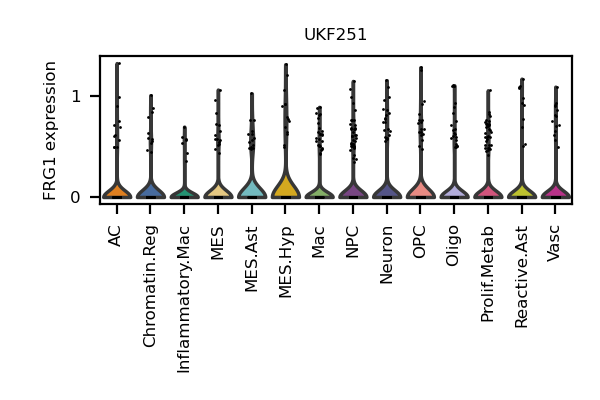 UKF251
FRG1 expression
1
0
AC
Chromatin.Reg
Inflammatory.Mac
MES
MES.Ast
MES.Hyp
Mac
NPC
Neuron
OPC
Oligo
Prolif.Metab
Reactive.Ast
Vasc